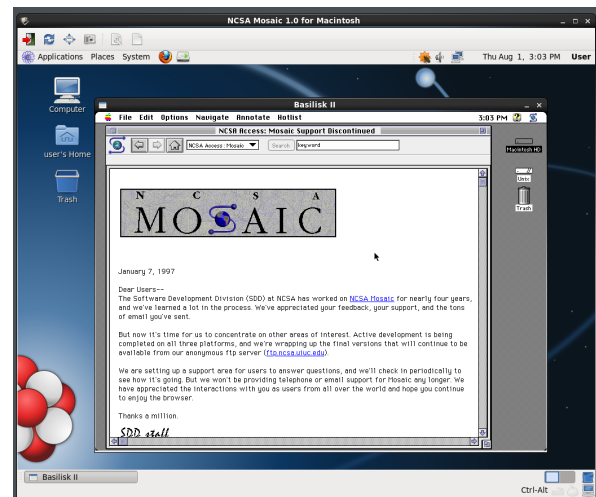 NCSA Mosaic 1.0 for Macintosh
Applications Places System Thu Aug 1, 3:03 PM User
Computer
user's Home
Trash
Basilisk II
File Edit Options Navigate Annotate Hotlist 3:03 PM
NCSA Access: Mosaic Support Discontinued
NCSA Access: Mosaic Search keyword
Macintosh HD
Unix
Trash
N C S A
MOSAIC
January 7, 1997
Dear Users--
The Software Development Division (SDD) at NCSA has worked on NCSA Mosaic for nearly four years,
and we've learned a lot in the process. We've appreciated your feedback, your support, and the tons
of email you've sent.
But now it's time for us to concentrate on other areas of interest. Active development is being
completed on all three platforms, and we're wrapping up the final versions that will continue to be
available from our anonymous ftp server (ftp.ncsa.uiuc.edu).
We are setting up a support area for users to answer questions, and we'll check in periodically to
see how it's going. But we won't be providing telephone or email support for Mosaic any longer. We
have appreciated the interactions with you as users from all over the world and hope you continue
to enjoy the browser.
Thanks a million.
SDD staff
Basilisk II
Ctrl-Alt